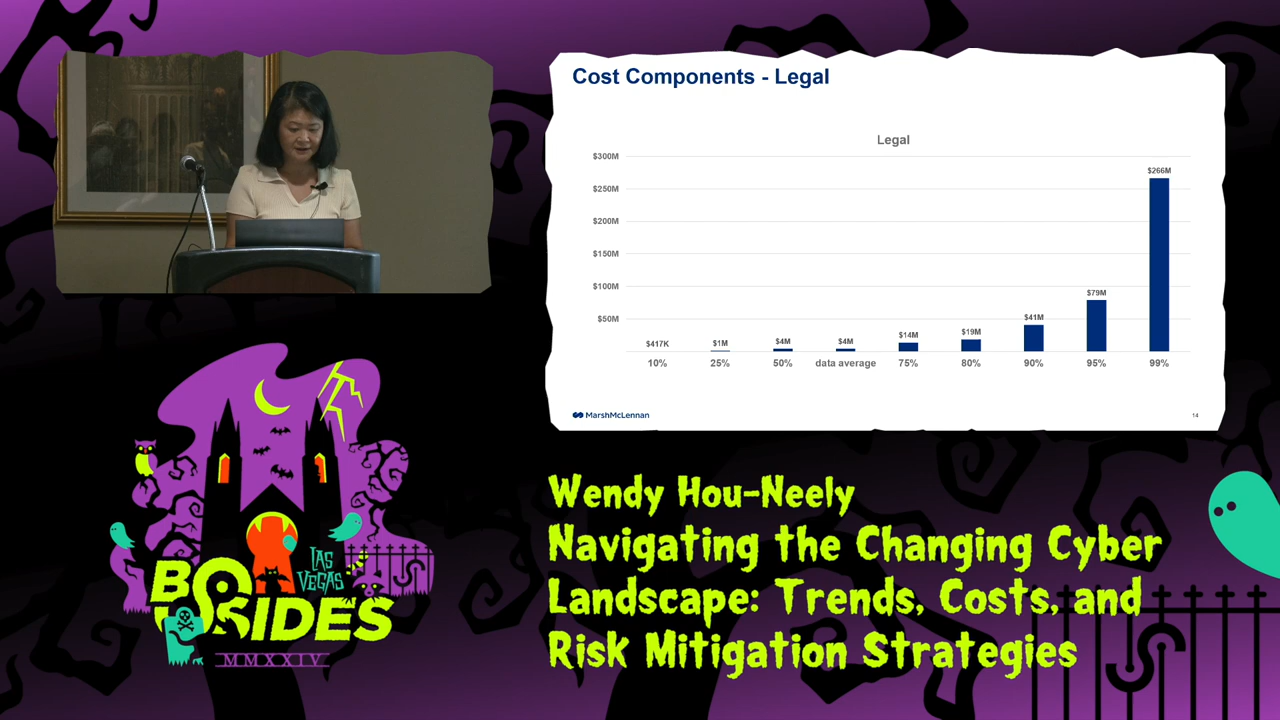 Cost Components - Legal
Legal
$300M
$250M
$200M
$150M
$100M
$50M
$417K
$1M
$4M
$4M
$14M
$19M
$41M
$79M
$266M
10%
25%
50%
data average
75%
80%
90%
95%
99%
MarshMcLennan
14
LAS
VEGAS
BSIDES
MMXXIV
Wendy Hou-Neely
Navigating the Changing Cyber
Landscape: Trends, Costs, and
Risk Mitigation Strategies